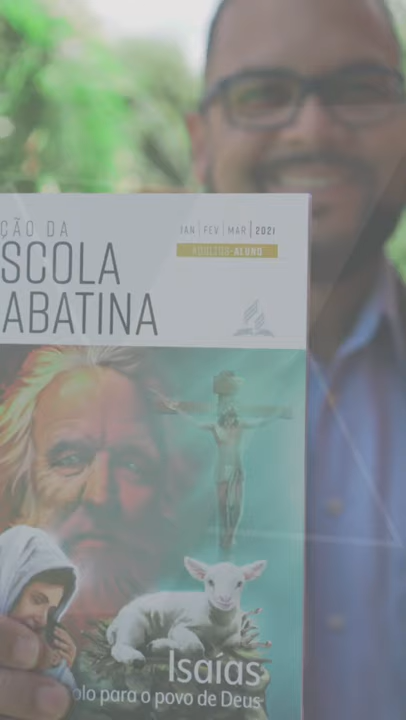 ÇÃO DA
SCOLA
ABATINA
JAN | FEV | MAR | 2021
ADULTOS-ALUNO
Isaías
olo para o povo de Deus